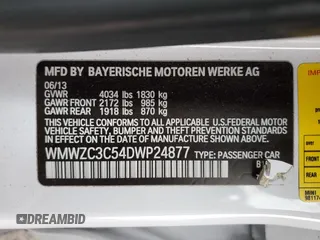 MFD BY BAYERISCHE MOTOREN WERKE AG
06/13
GVWR 4034 lbs 1830 kg
GAWR FRONT 2172 lbs 985 kg
GAWR REAR 1918 lbs 870 kg
THIS VEHICLE CONFORMS TO ALL APPLICABLE U.S.FEDERAL MOTOR
VEHICLE SAFETY, BUMPER, AND THEFT PREVENTION STANDARDS
IN EFFECT ON THE DATE OF MANUFACTURE SHOWN ABOVE.
WMWZC3C54DWP24877 TYPE: PASSENGER CAR
IMP
DREAMBID